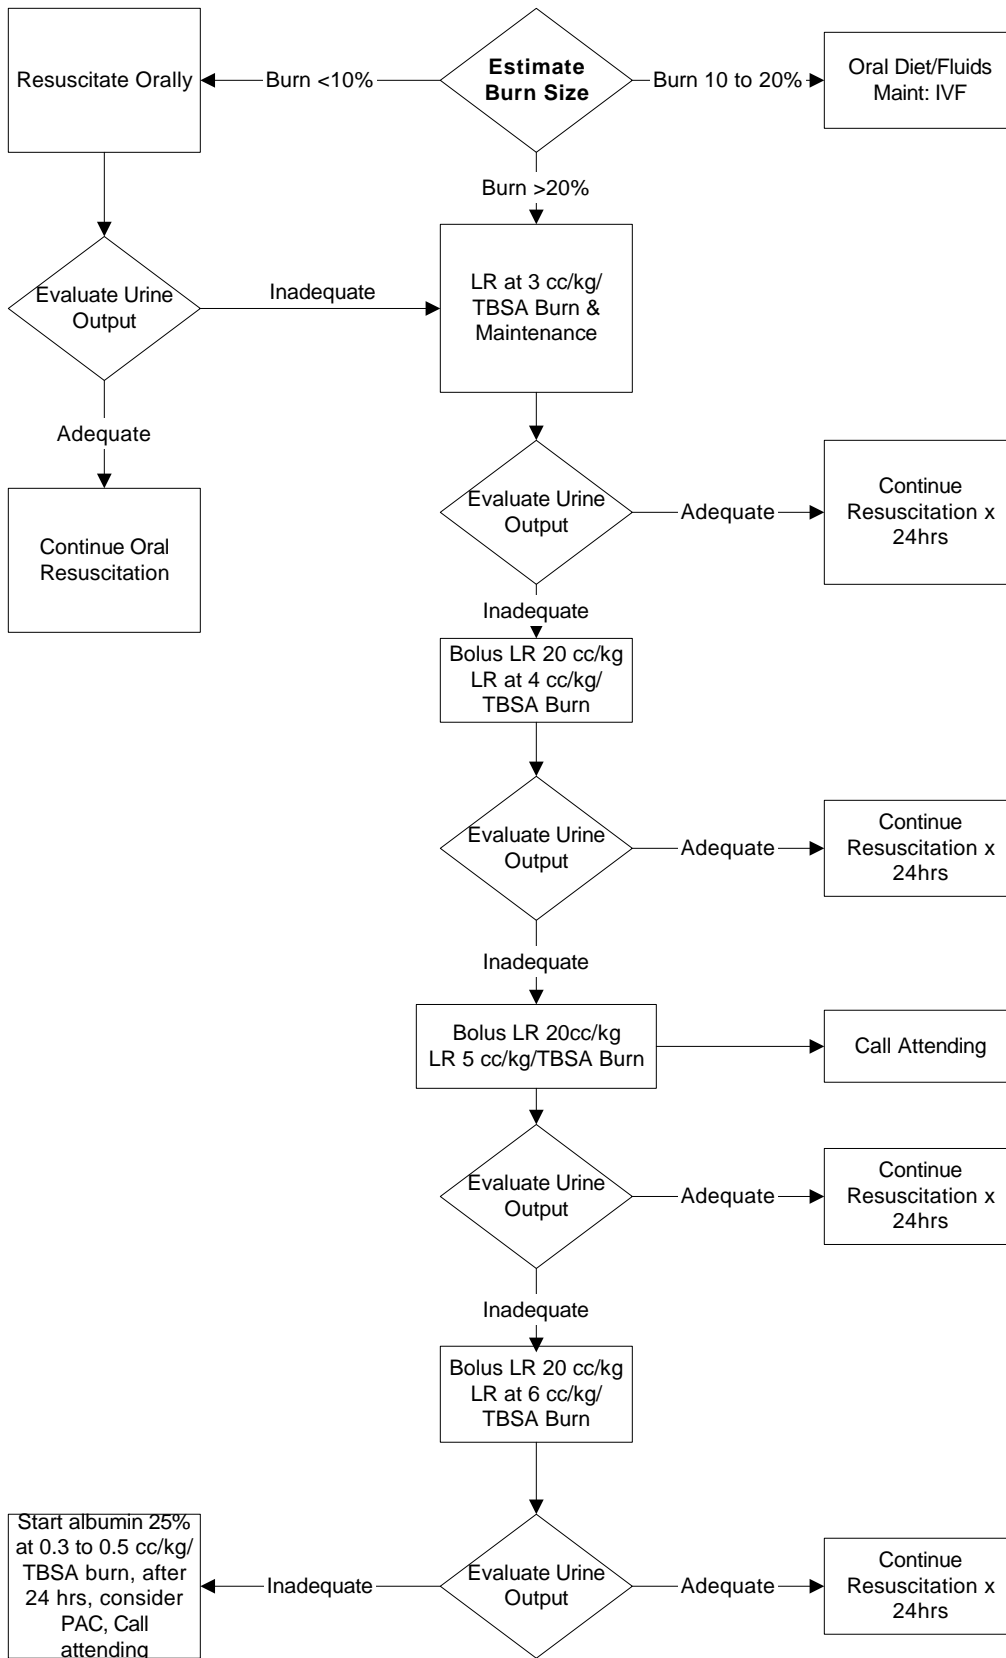 Resuscitate Orally
Burn <10%
Estimate
Burn Size
Burn 10 to 20%
Oral Diet/Fluids
Maint: IVF
Burn >20%
Evaluate Urine
Output
Inadequate
LR at 3 cc/kg/
TBSA Burn &
Maintenance
Adequate
Continue Oral
Resuscitation
Evaluate Urine
Output
Adequate
Continue
Resuscitation x
24hrs
Inadequate
Bolus LR 20 cc/kg
LR at 4 cc/kg/
TBSA Burn
Evaluate Urine
Output
Adequate
Continue
Resuscitation x
24hrs
Inadequate
Bolus LR 20cc/kg
LR 5 cc/kg/TBSA Burn
Call Attending
Evaluate Urine
Output
Adequate
Continue
Resuscitation x
24hrs
Inadequate
Bolus LR 20 cc/kg
LR at 6 cc/kg/
TBSA Burn
Start albumin 25%
at 0.3 to 0.5 cc/kg/
TBSA burn, after
24 hrs, consider
PAC, Call
attending
Inadequate
Evaluate Urine
Output
Adequate
Continue
Resuscitation x
24hrs